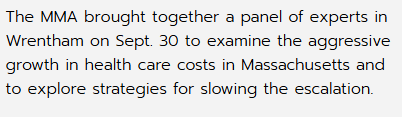 The MMA brought together a panel of experts in
Wrentham on Sept. 30 to examine the aggressive
growth in health care costs in Massachusetts and
to explore strategies for slowing the escalation.